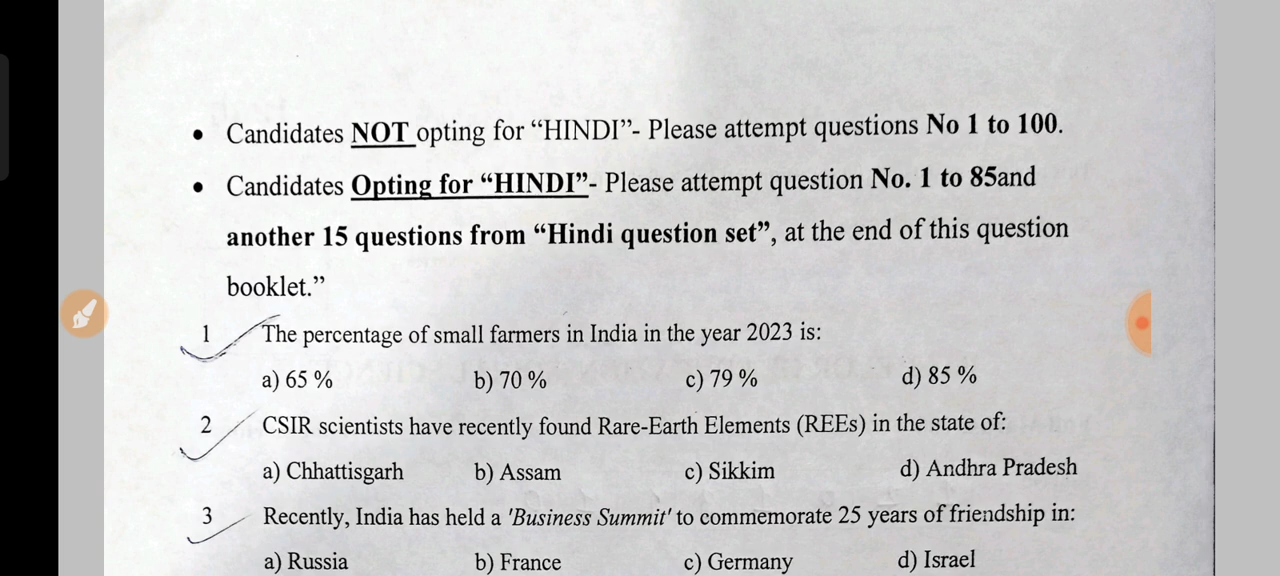 • Candidates NOT opting for “HINDI”- Please attempt questions No 1 to 100.
• Candidates Opting for “HINDI”- Please attempt question No. 1 to 85and
another 15 questions from “Hindi question set”, at the end of this question
booklet.”
1 The percentage of small farmers in India in the year 2023 is:
a) 65 % b) 70 % c) 79 % d) 85 %
2 CSIR scientists have recently found Rare-Earth Elements (REEs) in the state of:
a) Chhattisgarh b) Assam c) Sikkim d) Andhra Pradesh
3 Recently, India has held a 'Business Summit' to commemorate 25 years of friendship in:
a) Russia b) France c) Germany d) Israel